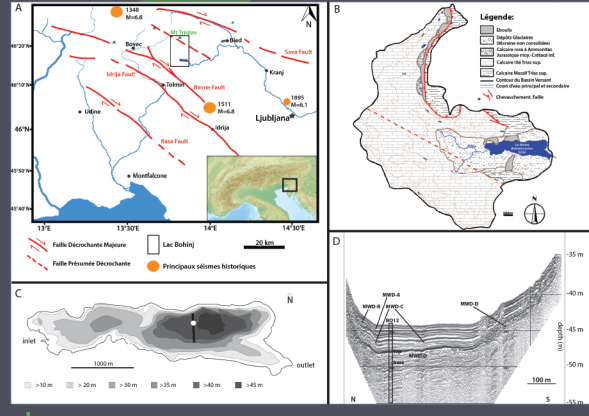 A
1348
M=6.8
N
Mt Triglav
46°20'N
Bovec
Bled
Sava Fault
Idrija Fault
Kranj
Tolmin
Ravne Fault
1511
M=6.8
1895
M=6.1
Udine
Ljubljana
46°N
Idrija
Rasa Fault
45°50'N
Monfalcone
45°40'N
13°E
14°E
14°30'E
Faille Décrochante Majeure
Lac Bohinj
20 km
Faille Présumée Décrochante
Principaux séismes historiques
B
Légende:
Eboulis
Dépôts Glaciaires
(Moraine non consolidée)
Calcaire rose à Ammonites
Jurassique moy.-Crétacé inf.
Calcaire lité Trias sup.
Calcaire Massif Trias sup.
Contour du Bassin Versant
Cours d'eau principal et secondaire
Chevauchement, Faille
N
C
N
inlet
outlet
1000 m
>10 m
> 20 m
> 30 m
>35 m
>40 m
>45 m
D
MWD-A
MWD-B
MWD-C
BO12
MWD-D
-35 m
-40 m
-45 m
-50 m
-55 m
depth (m)
100 m
N
S